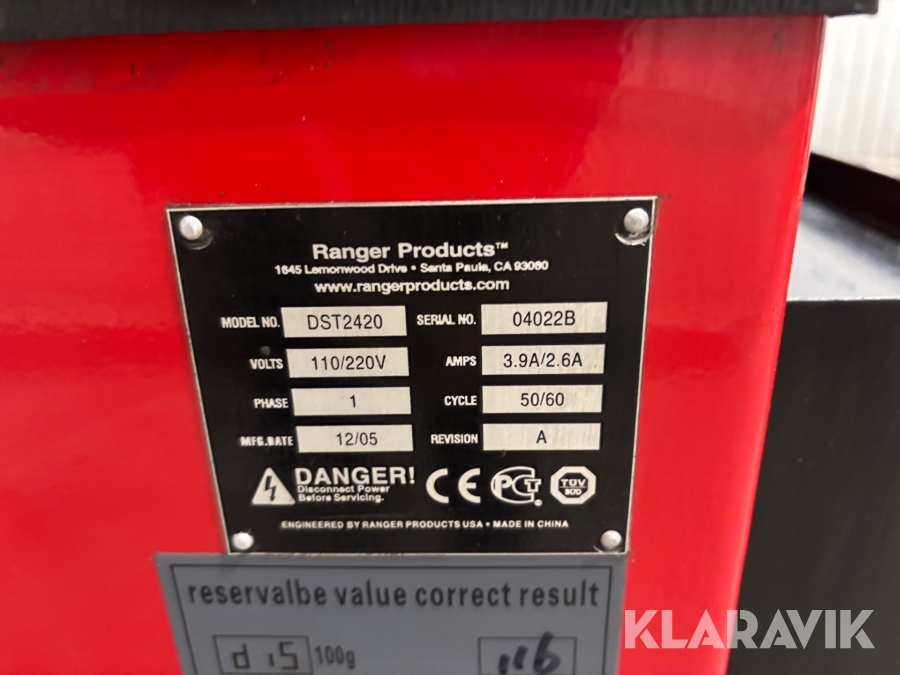 Ranger Products™
1645 Lemonwood Drive • Santa Paula, CA 93060
www.rangerproducts.com
MODEL NO. DST2420 SERIAL NO. 04022B
VOLTS 110/220V AMPS 3.9A/2.6A
PHASE 1 CYCLE 50/60
MFG.DATE 12/05 REVISION A
DANGER!
Disconnect Power
Before Servicing.
CE PCT TÜV
SÜD
ENGINEERED BY RANGER PRODUCTS USA • MADE IN CHINA
reservalbe value correct result
d 15 100g 116
KLARAVIK